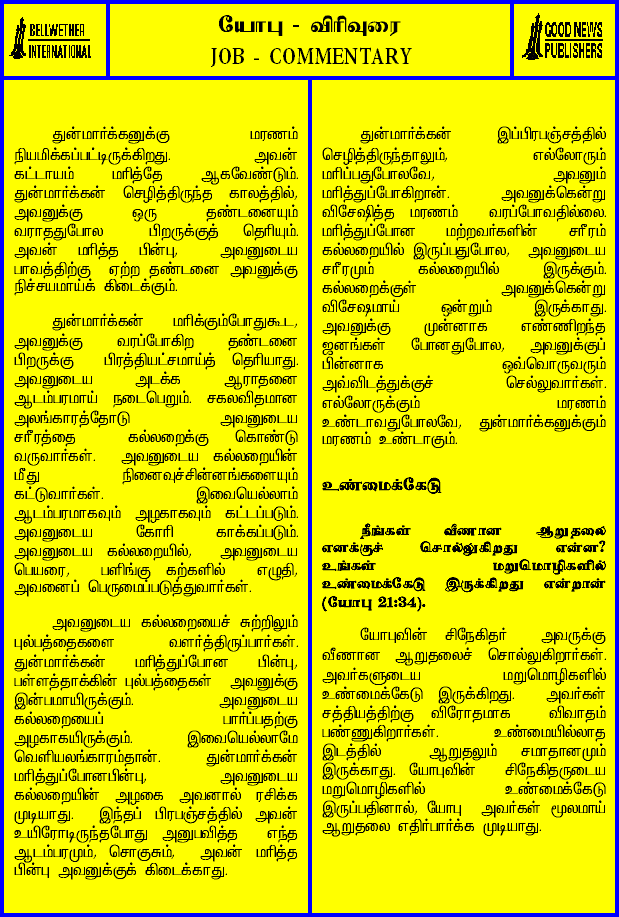 BELLWETHER
INTERNATIONAL
யோபு - விரிவுரை
JOB - COMMENTARY
GOOD NEWS
PUBLISHERS
துன்மார்க்கனுக்கு மரணம்
நியமிக்கப்பட்டிருக்கிறது. அவன்
கட்டாயம் மரித்தே ஆகவேண்டும்.
துன்மார்க்கன் செழித்திருந்த காலத்தில்,
அவனுக்கு ஒரு தண்டனையும்
வராததுபோல பிறருக்குத் தெரியும்.
அவன் மரித்த பின்பு, அவனுடைய
பாவத்திற்கு ஏற்ற தண்டனை அவனுக்கு
நிச்சயமாய்க் கிடைக்கும்.
துன்மார்க்கன் மரிக்கும்போதுகூட,
அவனுக்கு வரப்போகிற தண்டனை
பிறருக்கு பிரத்தியட்சமாய்த் தெரியாது.
அவனுடைய அடக்க ஆராதனை
ஆடம்பரமாய் நடைபெறும். சகலவிதமான
அலங்காரத்தோடு அவனுடைய
சரீரத்தை கல்லறைக்கு கொண்டு
வருவார்கள். அவனுடைய கல்லறையின்
மீது நினைவுச்சின்னங்களையும்
கட்டுவார்கள். இவையெல்லாம்
ஆடம்பரமாகவும் அழகாகவும் கட்டப்படும்.
அவனுடைய கோரி காக்கப்படும்.
அவனுடைய கல்லறையில், அவனுடைய
பெயரை, பளிங்கு கற்களில் எழுதி,
அவனைப் பெருமைப்படுத்துவார்கள்.
அவனுடைய கல்லறையைச் சுற்றிலும்
புல்பத்தைகளை வளர்த்திருப்பார்கள்.
துன்மார்க்கன் மரித்துப்போன பின்பு,
பள்ளத்தாக்கின் புல்பத்தைகள் அவனுக்கு
இன்பமாயிருக்கும். அவனுடைய
கல்லறையைப் பார்ப்பதற்கு
அழகாகயிருக்கும். இவையெல்லாமே
வெளியலங்காரம்தான். துன்மார்க்கன்
மரித்துப்போனபின்பு, அவனுடைய
கல்லறையின் அழகை அவனால் ரசிக்க
முடியாது. இந்தப் பிரபஞ்சத்தில் அவன்
உயிரோடிருந்தபோது அனுபவித்த எந்த
ஆடம்பரமும், சொகுசும், அவன் மரித்த
பின்பு அவனுக்குக் கிடைக்காது.
துன்மார்க்கன் இப்பிரபஞ்சத்தில்
செழித்திருந்தாலும், எல்லோரும்
மரிப்பதுபோலவே, அவனும்
மரித்துப்போகிறான். அவனுக்கென்று
விசேஷித்த மரணம் வரப்போவதில்லை.
மரித்துப்போன மற்றவர்களின் சரீரம்
கல்லறையில் இருப்பதுபோல, அவனுடைய
சரீரமும் கல்லறையில் இருக்கும்.
கல்லறைக்குள் அவனுக்கென்று
விசேஷமாய் ஒன்றும் இருக்காது.
அவனுக்கு முன்னாக எண்ணிறந்த
ஜனங்கள் போனதுபோல, அவனுக்குப்
பின்னாக ஒவ்வொருவரும்
அவ்விடத்துக்குச் செல்லுவார்கள்.
எல்லோருக்கும் மரணம்
உண்டாவதுபோலவே, துன்மார்க்கனுக்கும்
மரணம் உண்டாகும்.
உண்மைக்கேடு
நீங்கள் வீணான ஆறுதலை
எனக்குச் சொல்லுகிறது என்ன?
உங்கள் மறுமொழிகளில்
உண்மைக்கேடு இருக்கிறது என்றான்
(யோபு 21:34).
யோபுவின் சிநேகிதர் அவருக்கு
வீணான ஆறுதலைச் சொல்லுகிறார்கள்.
அவர்களுடைய மறுமொழிகளில்
உண்மைக்கேடு இருக்கிறது. அவர்கள்
சத்தியத்திற்கு விரோதமாக விவாதம்
பண்ணுகிறார்கள். உண்மையில்லாத
இடத்தில் ஆறுதலும் சமாதானமும்
இருக்காது. யோபுவின் சிநேகிதருடைய
மறுமொழிகளில் உண்மைக்கேடு
இருப்பதினால், யோபு அவர்கள் மூலமாய்
ஆறுதலை எதிர்பார்க்க முடியாது.